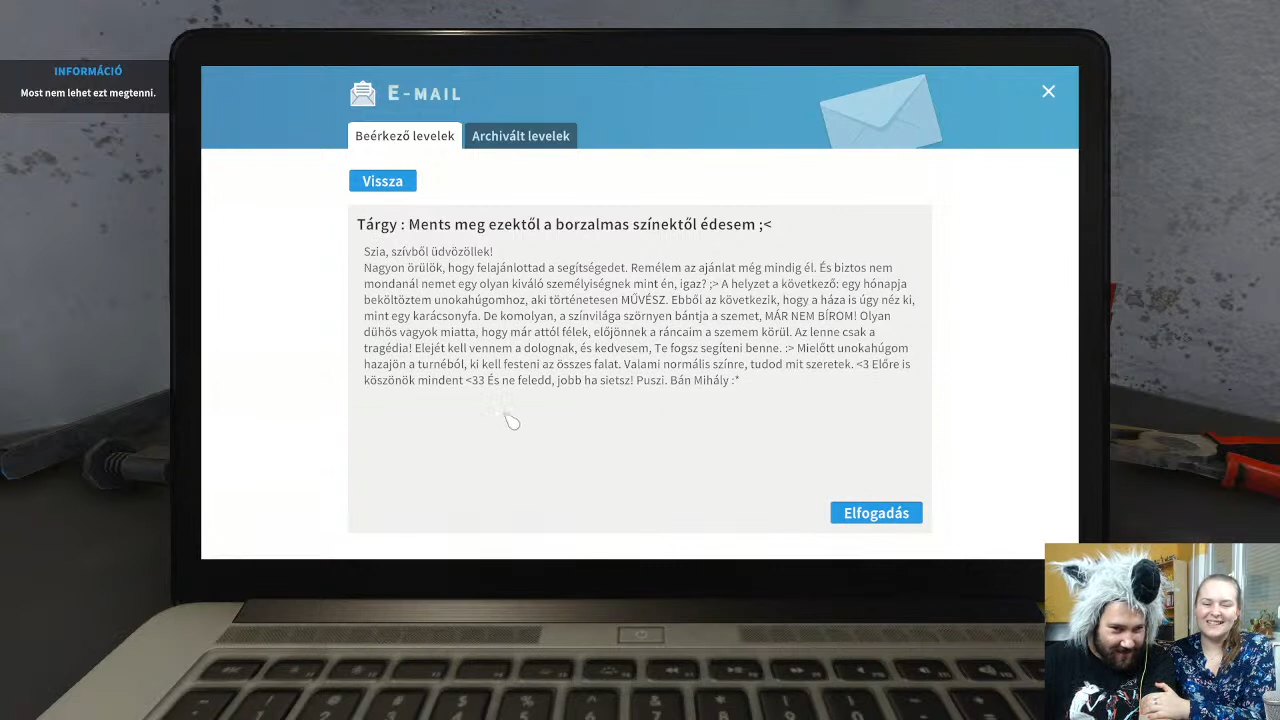 INFORMÁCIÓ
Most nem lehet ezt megtenni.
E-MAIL
Beérkező levelek
Archivált levelek
Vissza
Tárgy : Ments meg ezektől a borzalmas színektől édesem ;<
Szia, szívből üdvözöllek!
Nagyon örülök, hogy felajánlottad a segítségedet. Remélem az ajánlat még mindig él. És biztos nem
mondanál nemet egy olyan kiváló személyiségnek mint én, igaz? ;> A helyzet a következő: egy hónapja
beköltöztem unokahúgomhoz, aki történetesen MŰVÉSZ. Ebből az következik, hogy a háza is úgy néz ki,
mint egy karácsonyfa. De komolyan, a színvilága szörnyen bántja a szemet, MÁR NEM BÍROM! Olyan
dühös vagyok miatta, hogy már attól félek, előjönnek a ráncaim a szemem körül. Az lenne csak a
tragédia! Elejét kell vennem a dolognak, és kedvesem, Te fogsz segíteni benne. :> Mielőtt unokahúgom
hazajön a turnéból, ki kell festeni az összes falat. Valami normális színre, tudod mit szeretek. <3 Előre is
köszönök mindent <33 És ne feledd, jobb ha sietsz! Puszi. Bán Mihály :*
Elfogadás